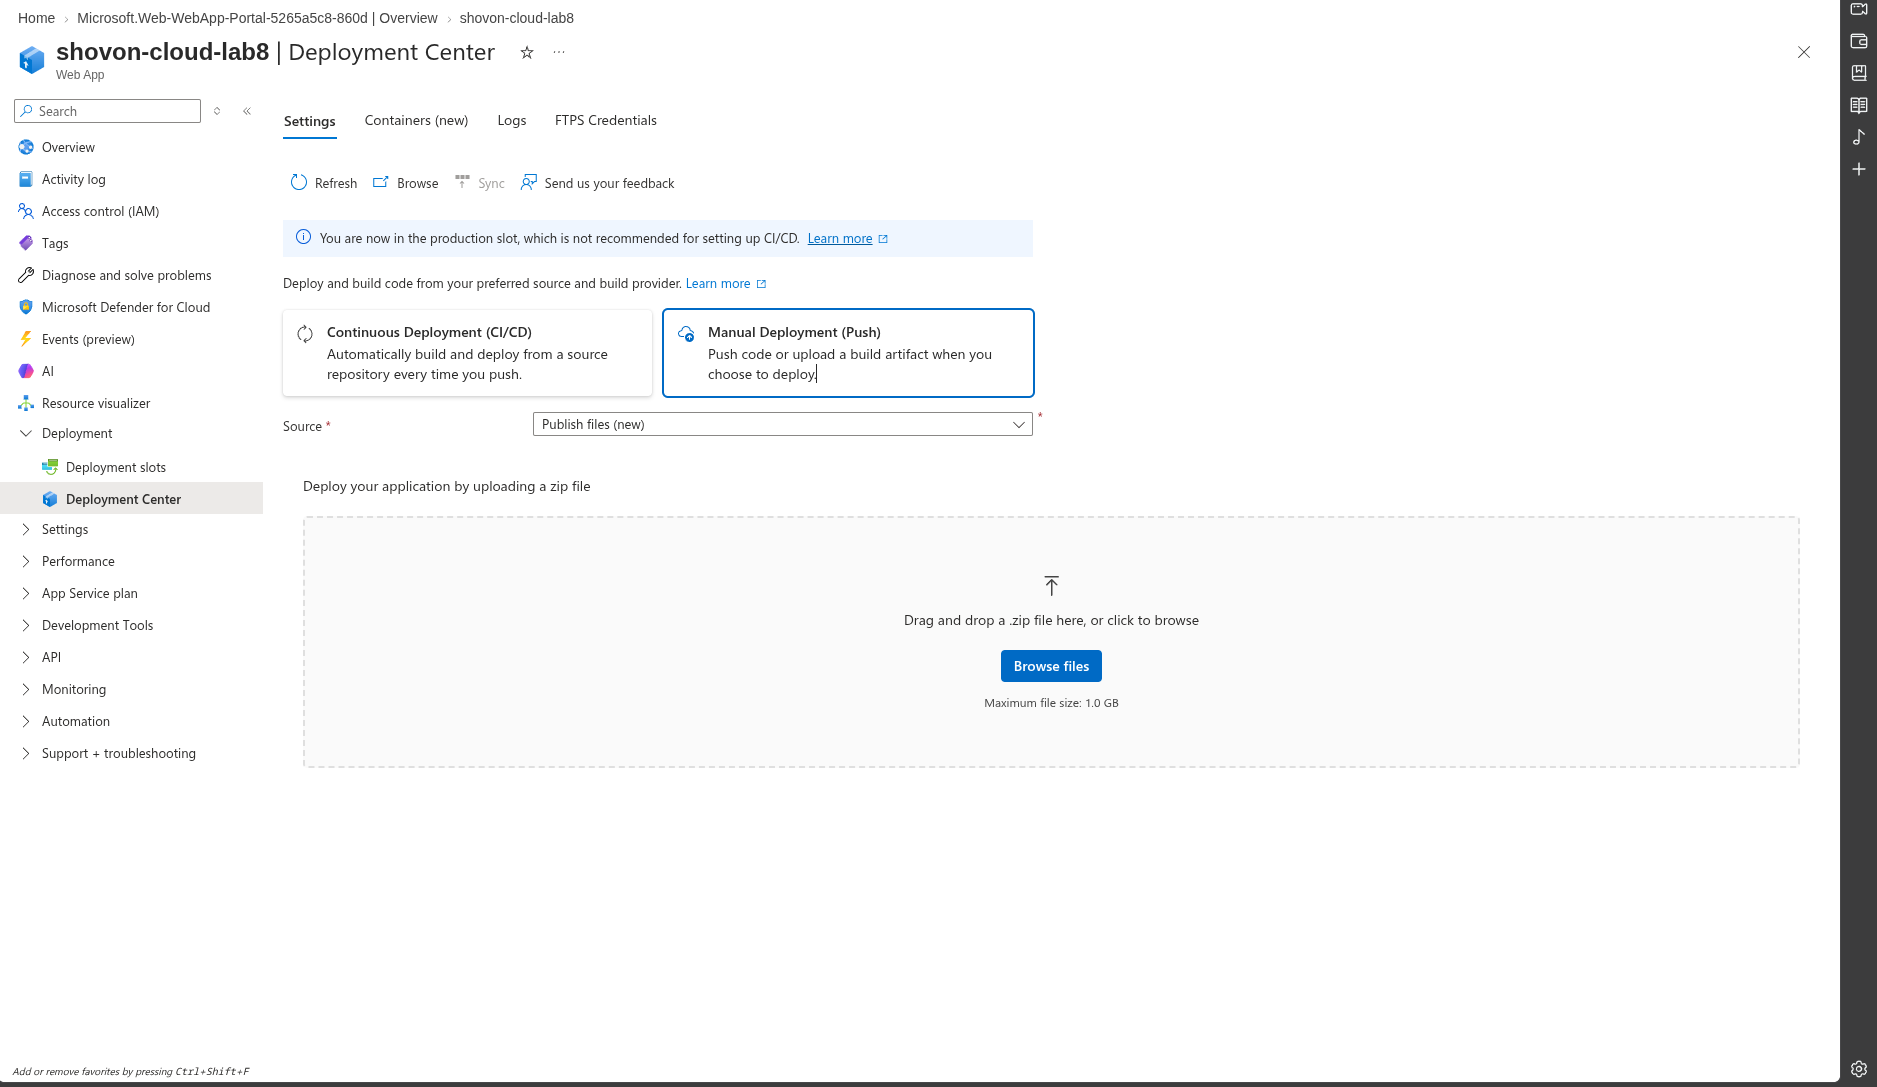 Home > Microsoft.Web-WebApp-Portal-5265a5c8-860d | Overview > shovon-cloud-lab8
shovon-cloud-lab8 | Deployment Center
Web App
Search
Overview
Activity log
Access control (IAM)
Tags
Diagnose and solve problems
Microsoft Defender for Cloud
Events (preview)
AI
Resource visualizer
Deployment
Deployment slots
Deployment Center
Settings
Performance
App Service plan
Development Tools
API
Monitoring
Automation
Support + troubleshooting
Add or remove favorites by pressing Ctrl+Shift+F
Settings Containers (new) Logs FTPS Credentials
Refresh Browse Sync Send us your feedback
You are now in the production slot, which is not recommended for setting up CI/CD. Learn more
Deploy and build code from your preferred source and build provider. Learn more
Continuous Deployment (CI/CD)
Automatically build and deploy from a source
repository every time you push.
Manual Deployment (Push)
Push code or upload a build artifact when you
choose to deploy.
Source *
Publish files (new) *
Deploy your application by uploading a zip file
Drag and drop a .zip file here, or click to browse
Browse files
Maximum file size: 1.0 GB